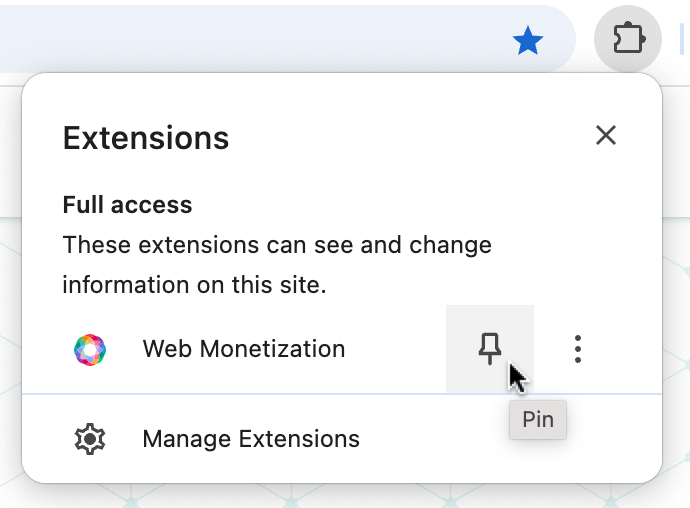 Extensions
Full access
These extensions can see and change
information on this site.
Web Monetization
Pin
Manage Extensions